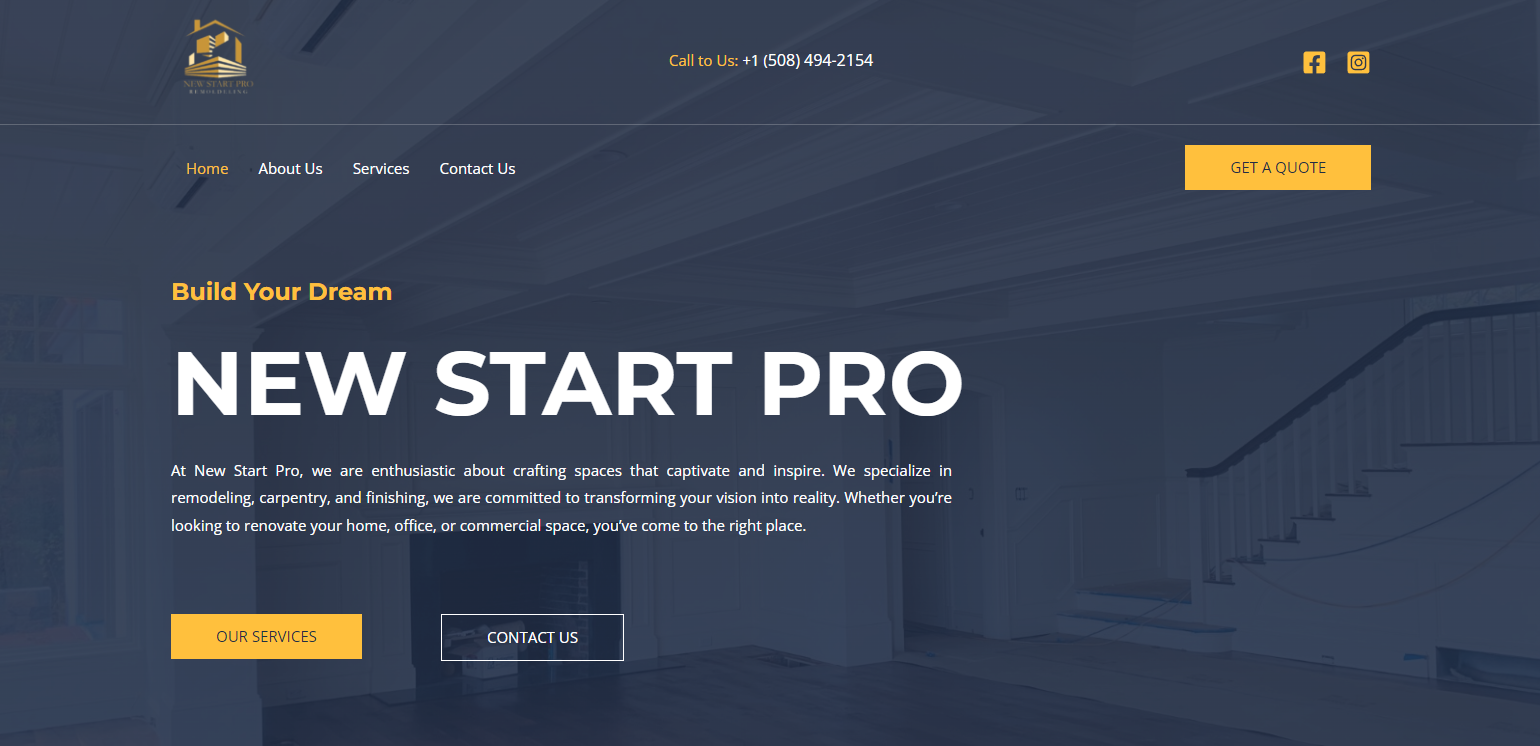 NEW START PRO
REMODELING
Call to Us: +1 (508) 494-2154
Home About Us Services Contact Us
GET A QUOTE
Build Your Dream
NEW START PRO
At New Start Pro, we are enthusiastic about crafting spaces that captivate and inspire. We specialize in
remodeling, carpentry, and finishing, we are committed to transforming your vision into reality. Whether you’re
looking to renovate your home, office, or commercial space, you’ve come to the right place.
OUR SERVICES
CONTACT US